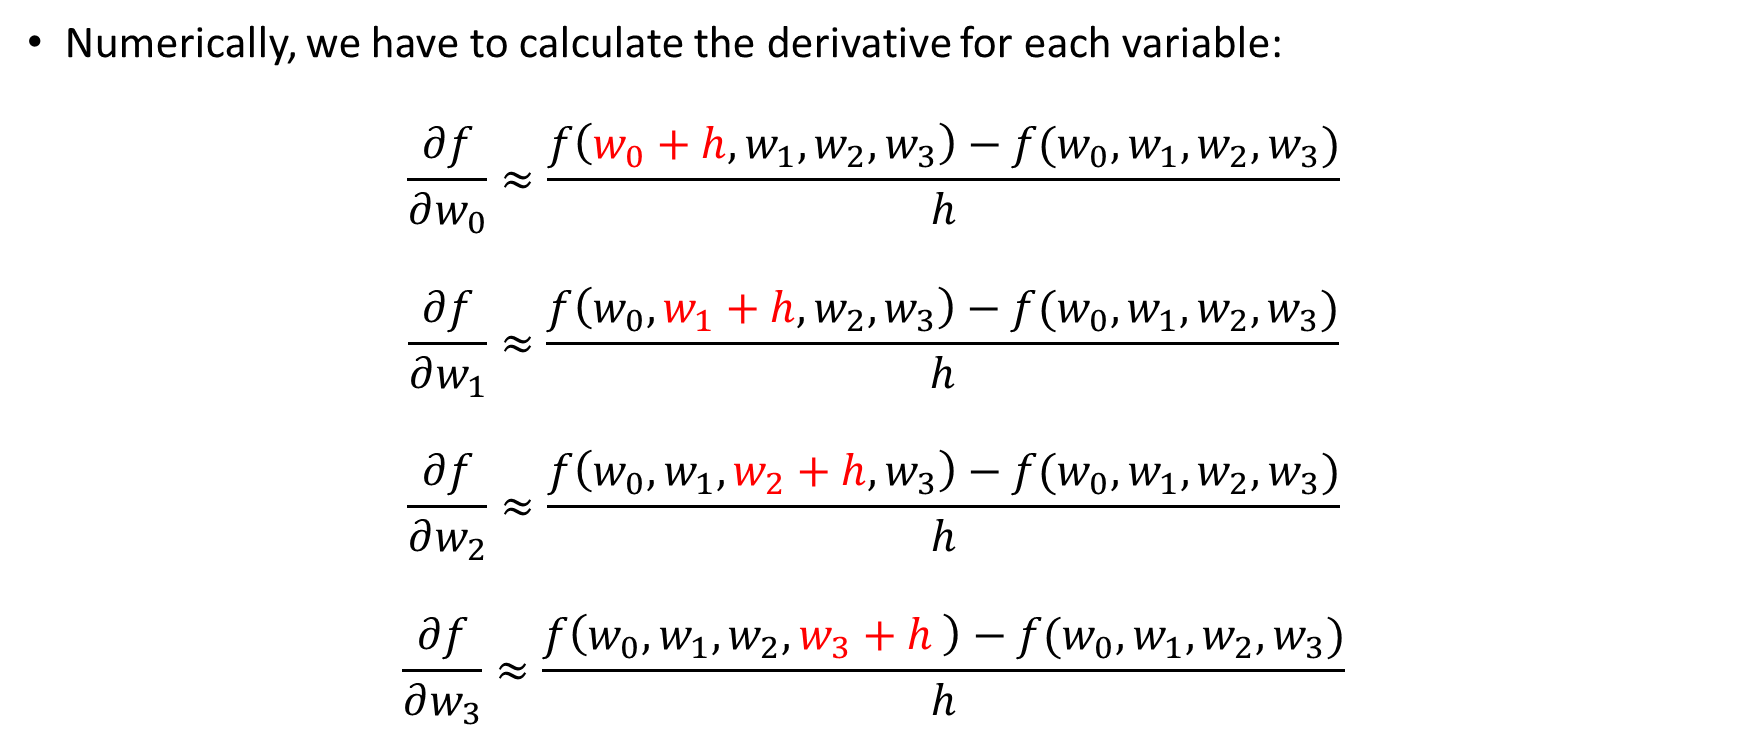 • Numerically, we have to calculate the derivative for each variable:
∂f/∂w₀ ≈ (f(w₀ + h, w₁, w₂, w₃) − f(w₀, w₁, w₂, w₃))/h
∂f/∂w₁ ≈ (f(w₀, w₁ + h, w₂, w₃) − f(w₀, w₁, w₂, w₃))/h
∂f/∂w₂ ≈ (f(w₀, w₁, w₂ + h, w₃) − f(w₀, w₁, w₂, w₃))/h
∂f/∂w₃ ≈ (f(w₀, w₁, w₂, w₃ + h) − f(w₀, w₁, w₂, w₃))/h